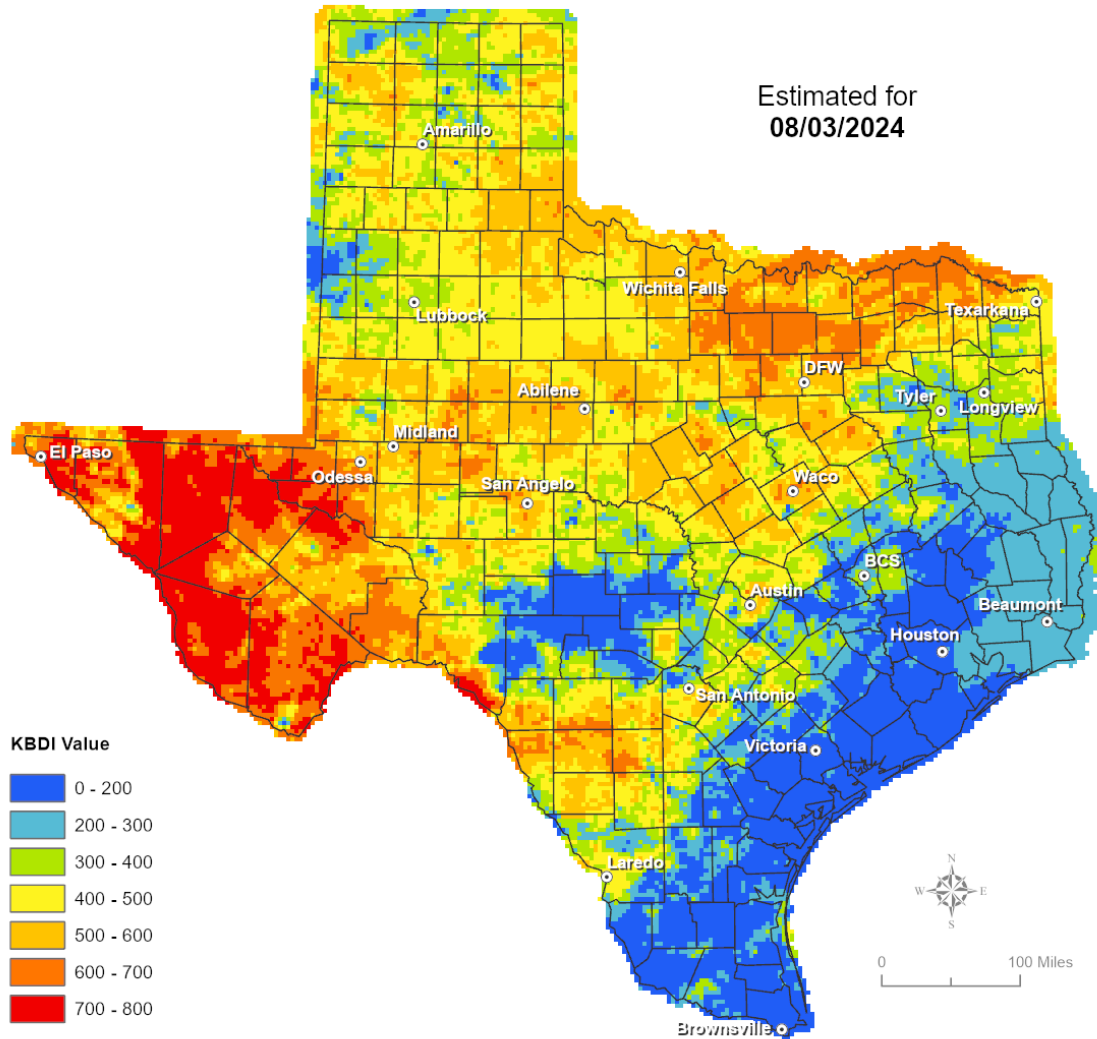 Estimated for
08/03/2024
Amarillo
Wichita Falls
Lubbock
Texarkana
DFW
Abilene
Tyler
Longview
Midland
El Paso
Odessa
San Angelo
Waco
BCS
Austin
Beaumont
Houston
San Antonio
Victoria
Laredo
Brownsville
KBDI Value
0 - 200
200 - 300
300 - 400
400 - 500
500 - 600
600 - 700
700 - 800
N
W
E
S
0
100 Miles